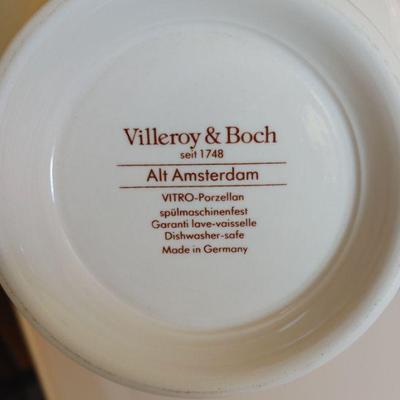 Villeroy & Boch
seit 1748
Alt Amsterdam
VITRO-Porzellan
spülmaschinenfest
Garanti lave-vaisselle
Dishwasher-safe
Made in Germany